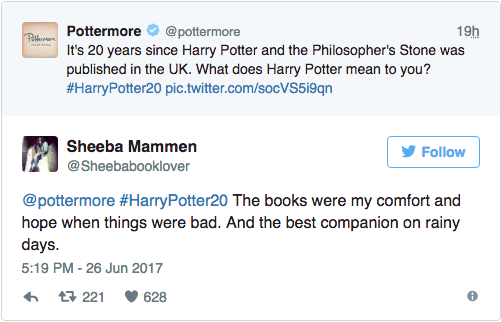 Pottermore @pottermore 19h
It's 20 years since Harry Potter and the Philosopher's Stone was
published in the UK. What does Harry Potter mean to you?
#HarryPotter20 pic.twitter.com/socVS5i9qn
Sheeba Mammen
@Sheebabooklover
Follow
@pottermore #HarryPotter20 The books were my comfort and
hope when things were bad. And the best companion on rainy
days.
5:19 PM - 26 Jun 2017
221 628